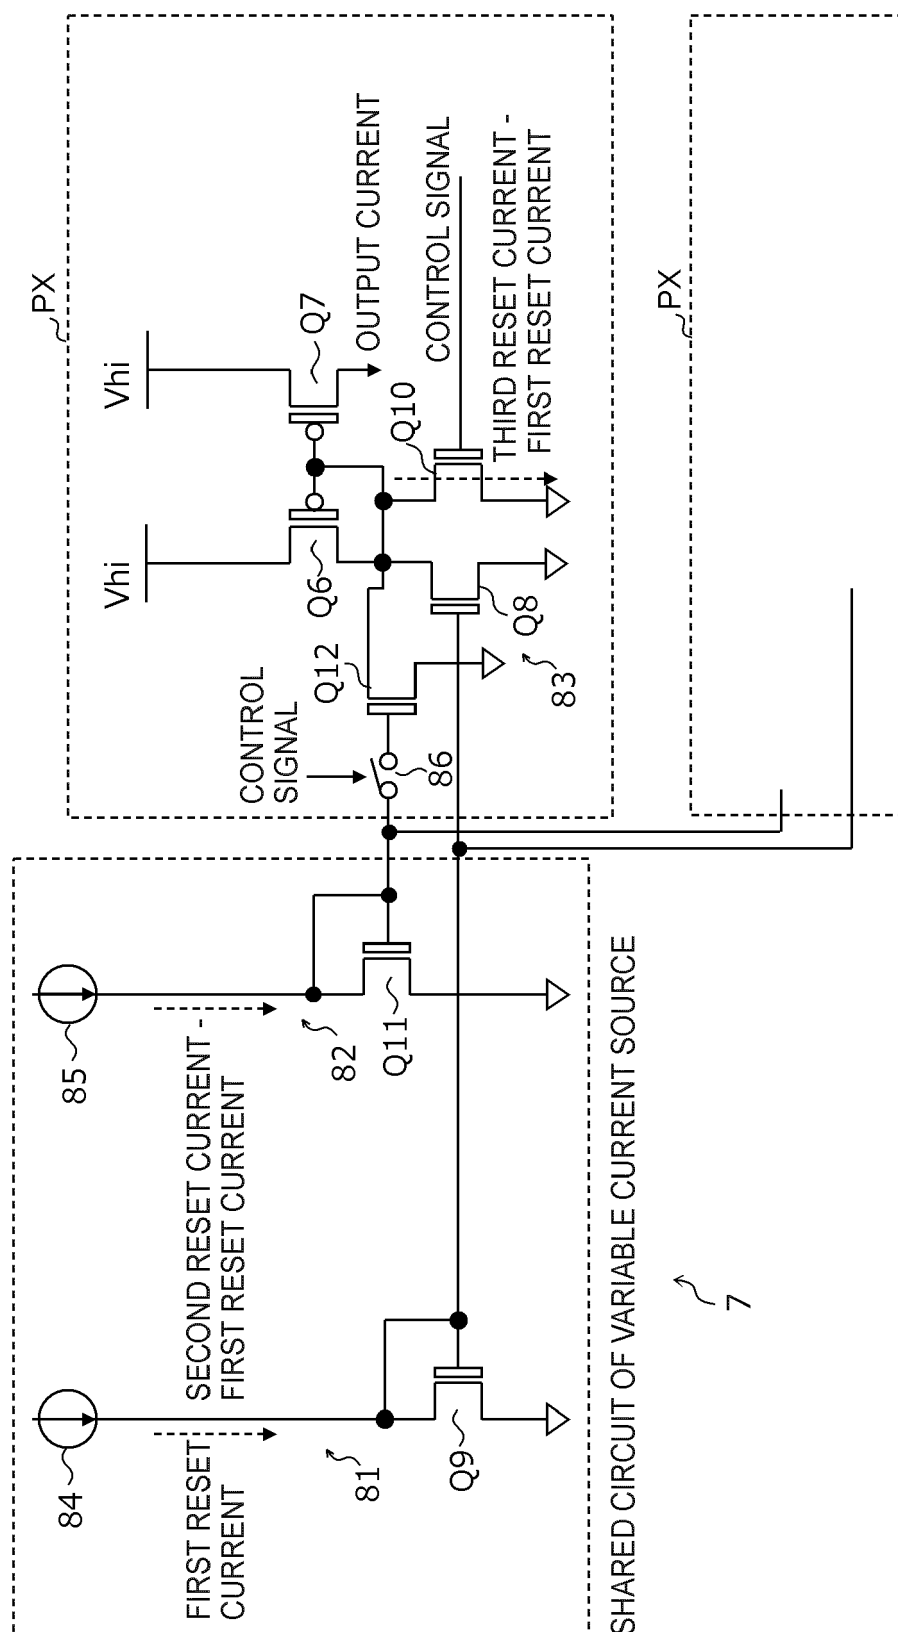 PX
Vhi
Q7
OUTPUT CURRENT
CONTROL SIGNAL
THIRD RESET CURRENT -
FIRST RESET CURRENT
Q10
Vhi
Q6
Q8
Q12
83
CONTROL
SIGNAL
86
PX
85
SECOND RESET CURRENT -
FIRST RESET CURRENT
82
Q11
84
FIRST RESET
CURRENT
81
Q9
SHARED CIRCUIT OF VARIABLE CURRENT SOURCE
7